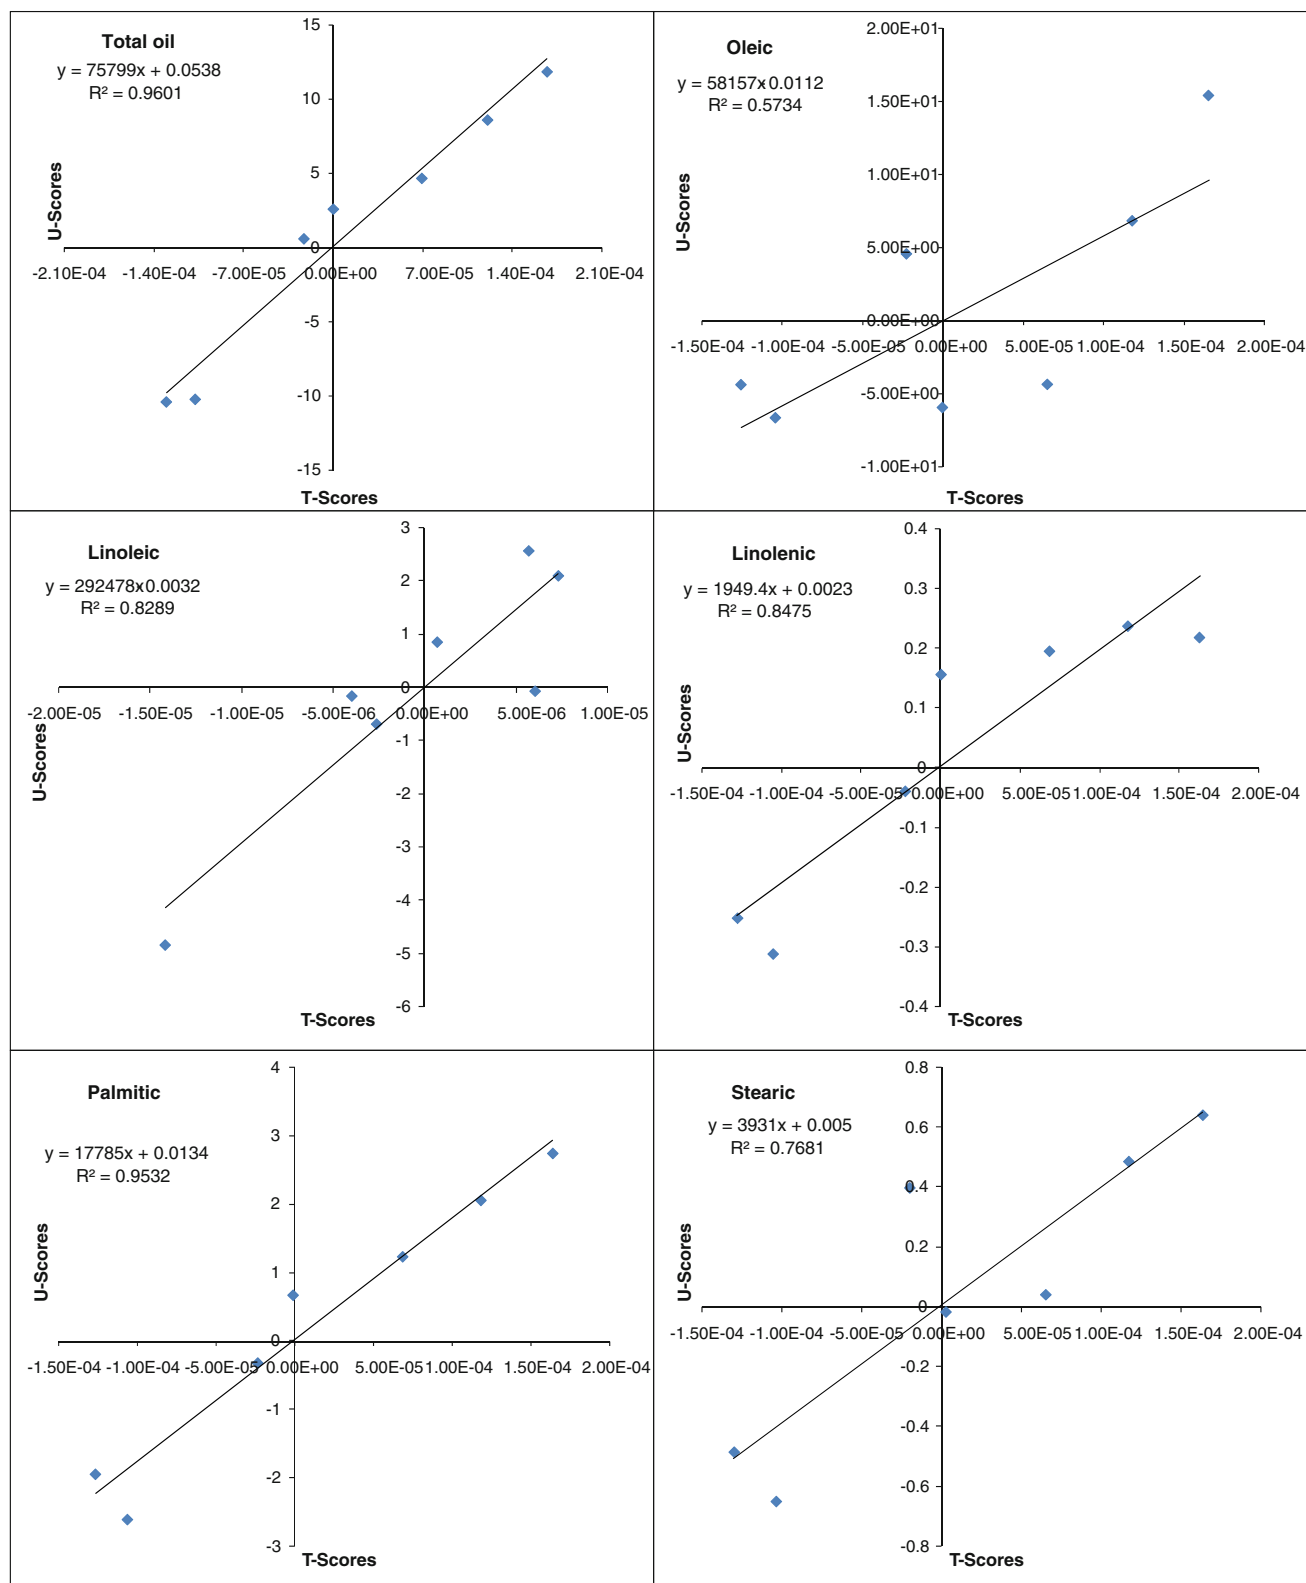 Total oil
y = 75799x + 0.0538
R² = 0.9601
U-Scores
15
10
5
0
-5
-10
-15
-2.10E-04 -1.40E-04 -7.00E-05 0.00E+00 7.00E-05 1.40E-04 2.10E-04
T-Scores
Oleic
y = 58157x 0.0112
R² = 0.5734
U-Scores
2.00E+01
1.50E+01
1.00E+01
5.00E+00
0.00E+00
-5.00E+00
-1.00E+01
-1.50E-04 -1.00E-04 -5.00E-05 0.00E+00 5.00E-05 1.00E-04 1.50E-04 2.00E-04
T-Scores
Linoleic
y = 292478x 0.0032
R² = 0.8289
U-Scores
3
2
1
0
-1
-2
-3
-4
-5
-6
-2.00E-05 -1.50E-05 -1.00E-05 -5.00E-06 0.00E+00 5.00E-06 1.00E-05
T-Scores
Linolenic
y = 1949.4x + 0.0023
R² = 0.8475
U-Scores
0.4
0.3
0.2
0.1
0
-0.1
-0.2
-0.3
-0.4
-1.50E-04 -1.00E-04 -5.00E-05 0.00E+00 5.00E-05 1.00E-04 1.50E-04 2.00E-04
T-Scores
Palmitic
y = 17785x + 0.0134
R² = 0.9532
U-Scores
4
3
2
1
0
-1
-2
-3
-1.50E-04 -1.00E-04 -5.00E-05 0.00E+00 5.00E-05 1.00E-04 1.50E-04 2.00E-04
T-Scores
Stearic
y = 3931x + 0.005
R² = 0.7681
U-Scores
0.8
0.6
0.4
0.2
0
-0.2
-0.4
-0.6
-0.8
-1.50E-04 -1.00E-04 -5.00E-05 0.00E+00 5.00E-05 1.00E-04 1.50E-04 2.00E-04
T-Scores